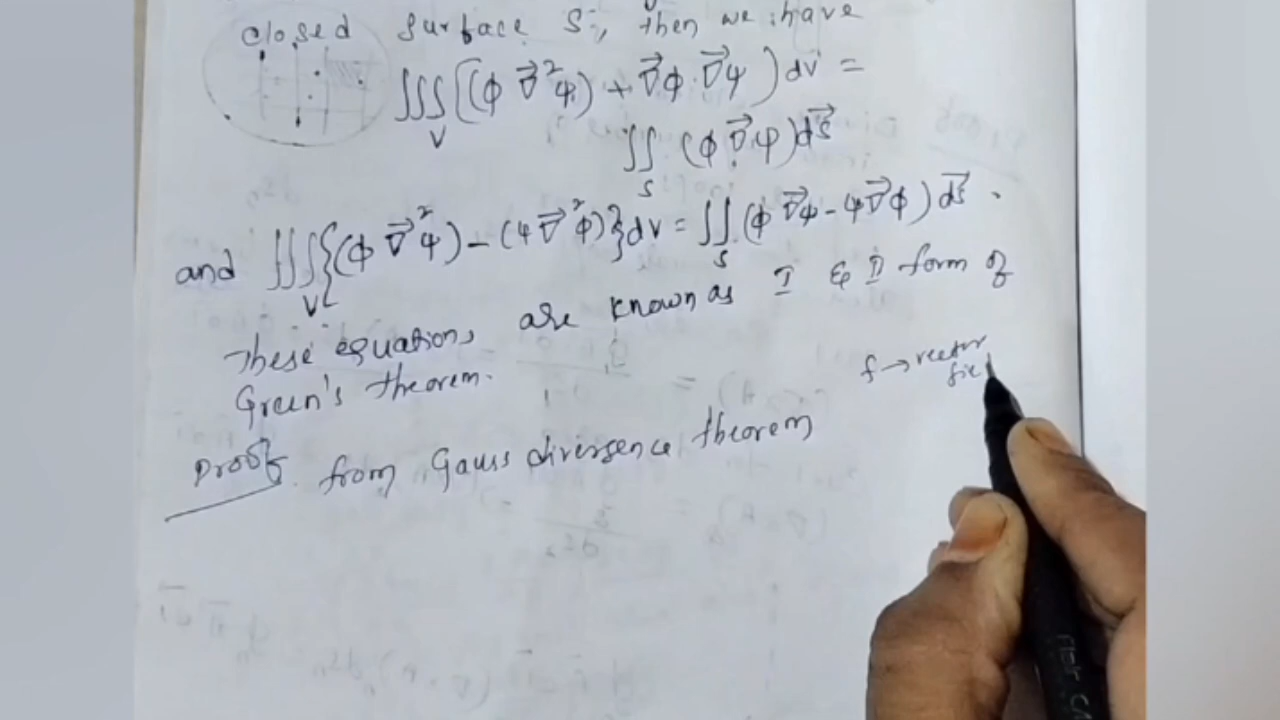 closed surface S, then we have
∭_V [(φ ∇⃗²ψ) + ∇⃗φ·∇⃗ψ) dv =
∬_S (φ ∇⃗ψ) ds⃗
and ∭_V {(φ ∇⃗²ψ) - (ψ ∇⃗²φ)} dv = ∬_S (φ ∇⃗ψ - ψ∇⃗φ) ds⃗ .
These equations are known as I & II form of
Green's theorem.
f → vector
fie
Proof from Gauss divergence theorem